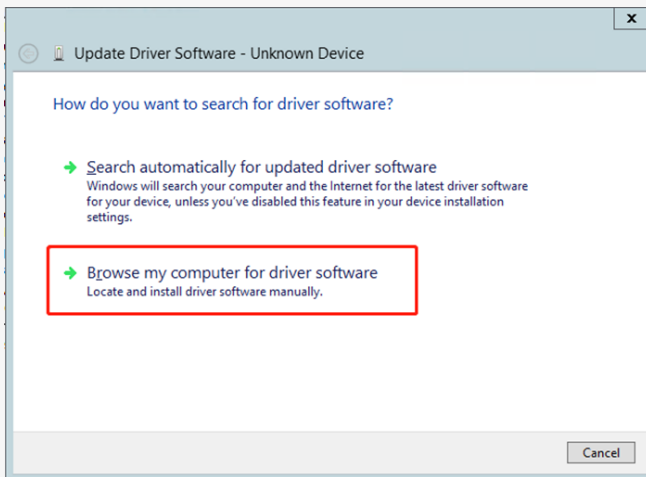 x
Update Driver Software - Unknown Device
How do you want to search for driver software?
Search automatically for updated driver software
Windows will search your computer and the Internet for the latest driver software
for your device, unless you've disabled this feature in your device installation
settings.
Browse my computer for driver software
Locate and install driver software manually.
Cancel